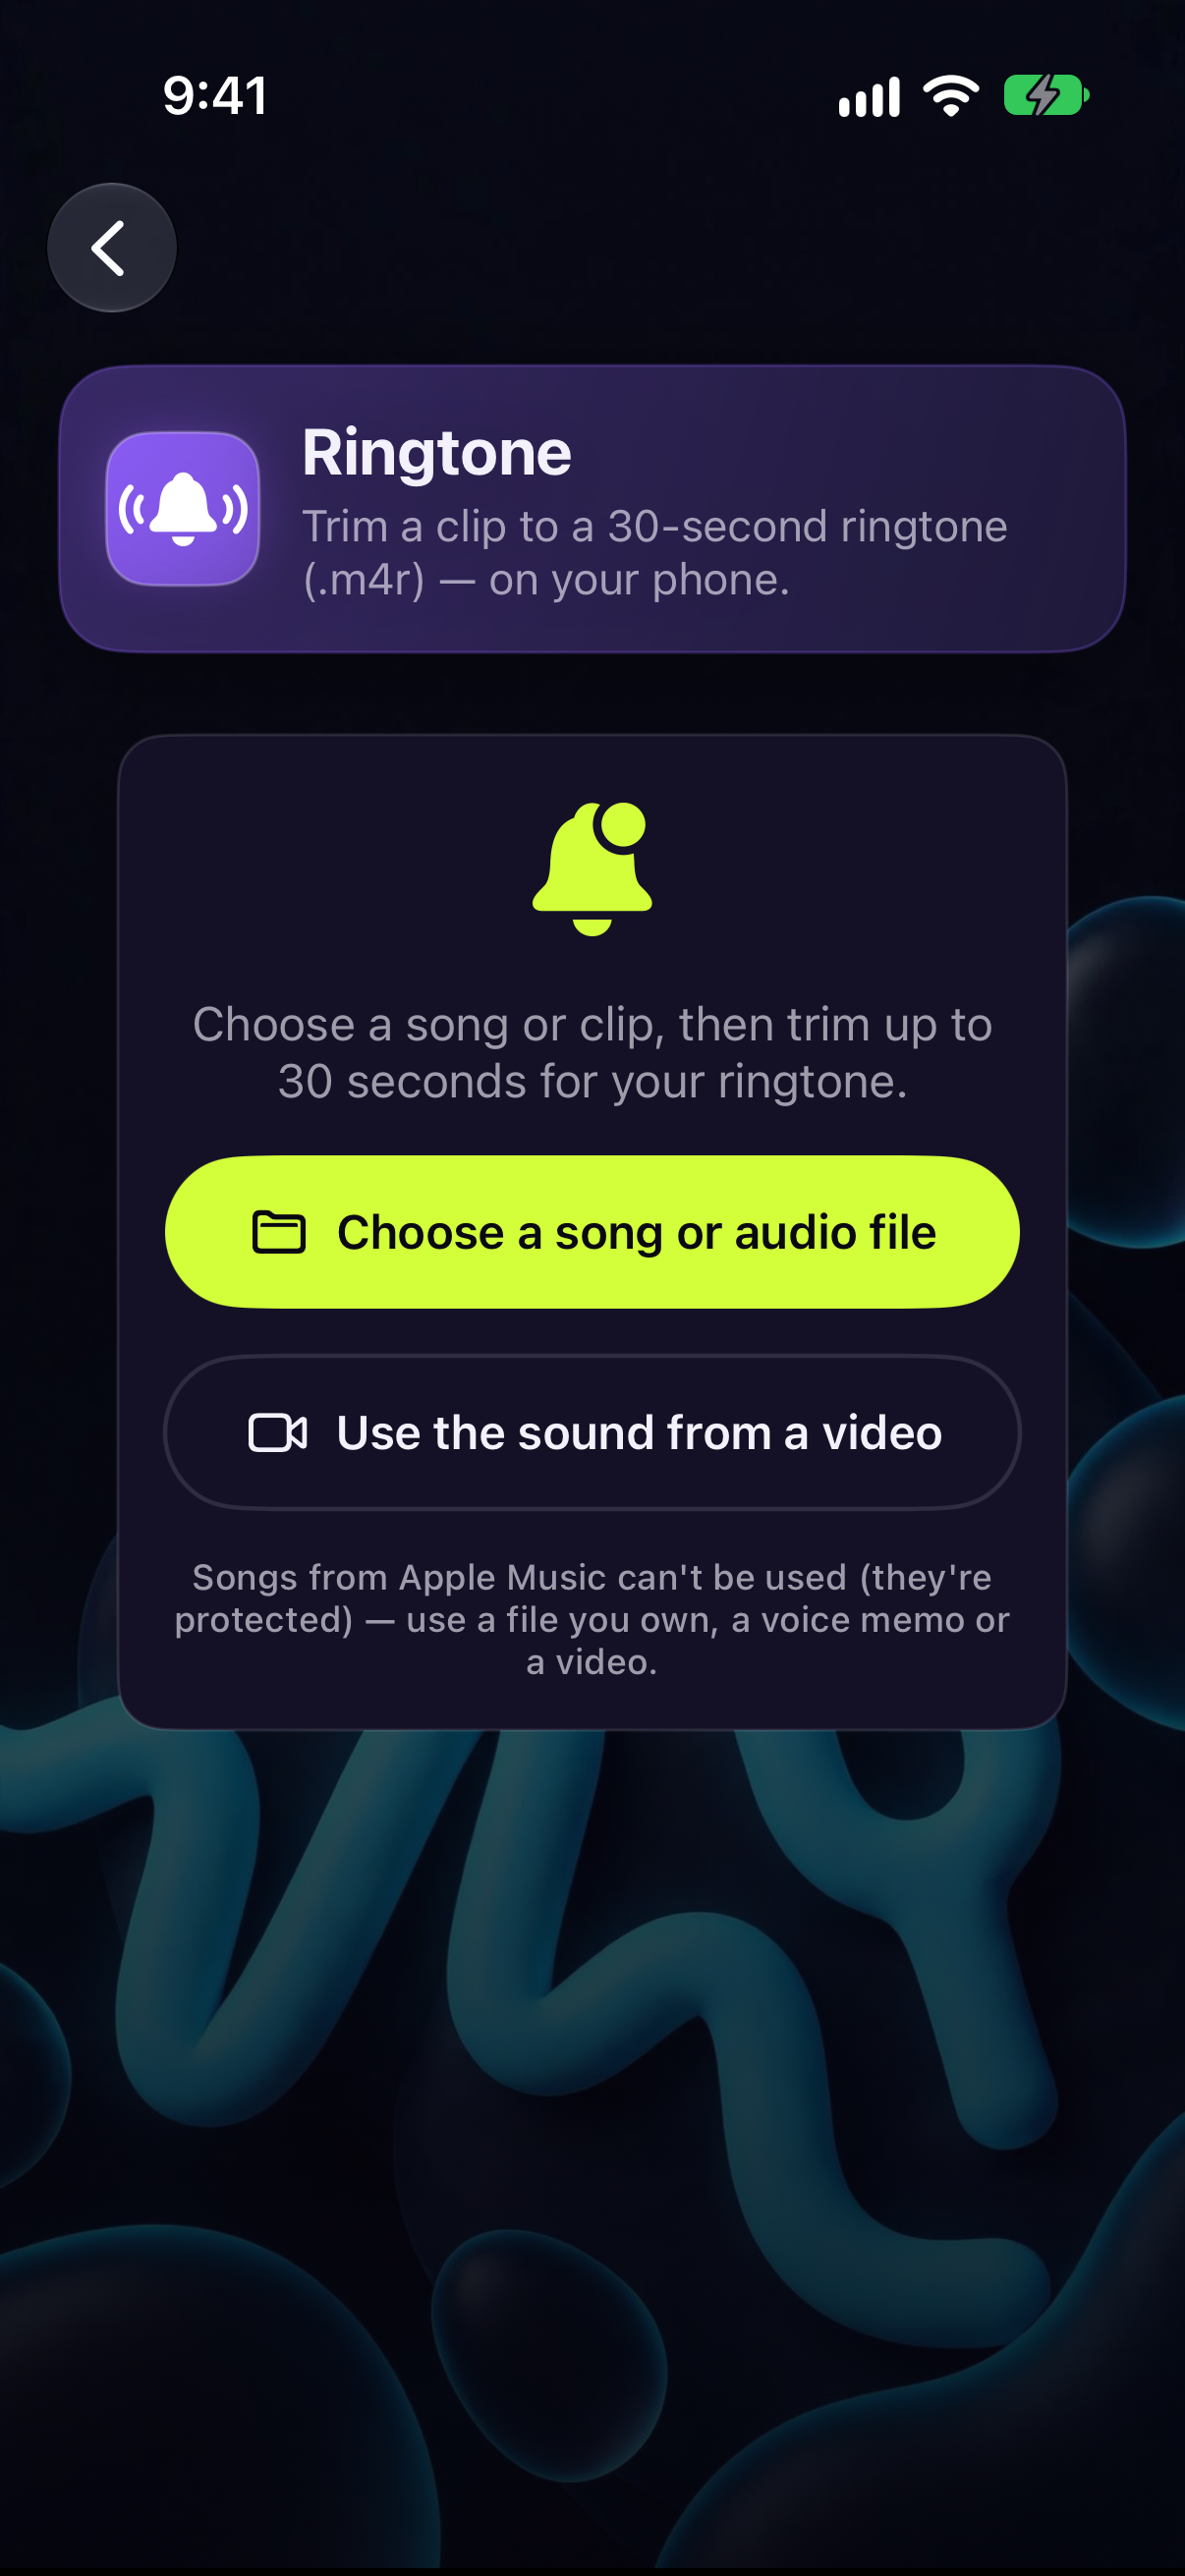 9:41
Ringtone
Trim a clip to a 30-second ringtone
(.m4r) — on your phone.
Choose a song or clip, then trim up to
30 seconds for your ringtone.
Choose a song or audio file
Use the sound from a video
Songs from Apple Music can't be used (they're
protected) — use a file you own, a voice memo or
a video.